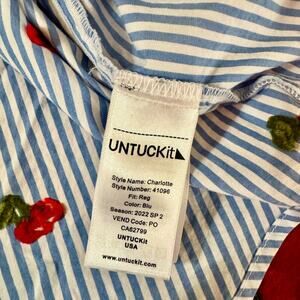 UNTUCKit
Style Name: Charlotte
Style Number: 41096
Fit: Reg
Color: Blu
Season: 2022 SP 2
VEND Code: PO
CA62799
UNTUCKit
USA
www.untuckit.com